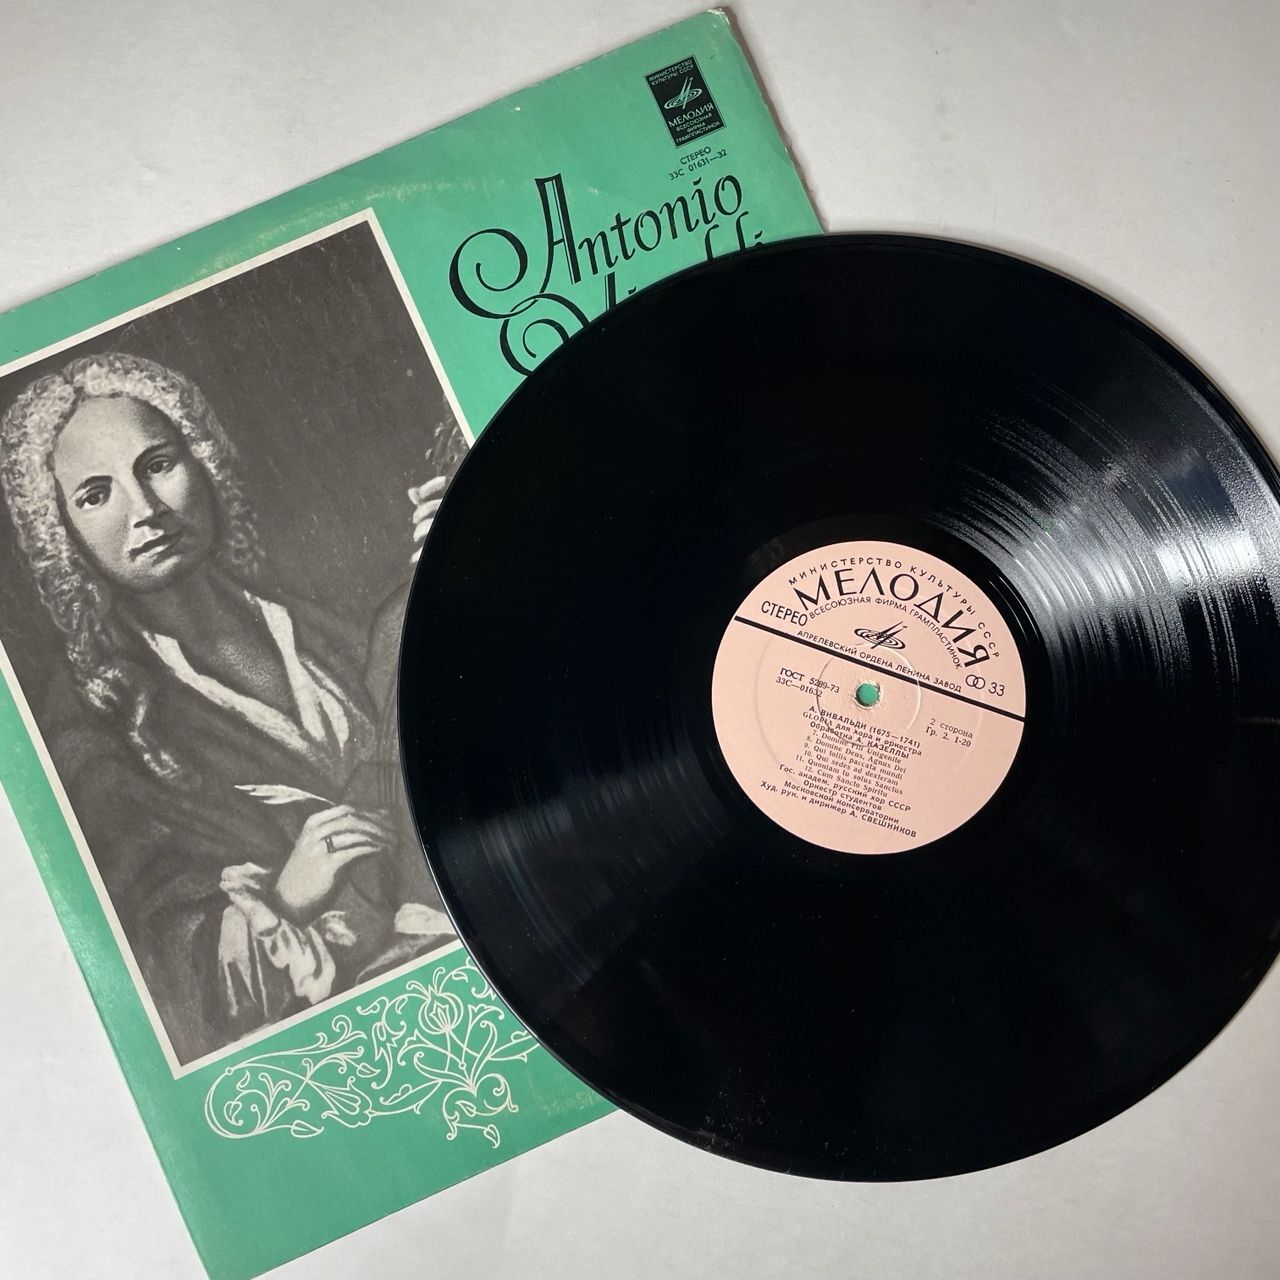 МИНИСТЕРСТВО
КУЛЬТУРЫ СССР
МЕЛОДИЯ
ВСЕСОЮЗНАЯ
ФИРМА
ГРАМПЛАСТИНОК
СТЕРЕО
33С 01631—32
Antonio
МИНИСТЕРСТВО КУЛЬТУРЫ СССР
МЕЛОДИЯ
ВСЕСОЮЗНАЯ ФИРМА ГРАМПЛАСТИНОК
СТЕРЕО
АПРЕЛЕВСКИЙ ОРДЕНА ЛЕНИНА ЗАВОД
33
ГОСТ 5289-73
33С—01632
2 сторона
Гр. 2. 1-20
А. ВИВАЛЬДИ (1675—1741)
GLORIA для хора и оркестра
Обработка А. КАЗЕЛЛЫ
7. Domine Fili Unigenite
8. Domine Deus, Agnus Dei
9. Qui tollis paccata mundi
10. Qui sedes ad dexteram
11. Quoniam tu solus Sanctus
12. Cum Sancto Spiritu
Гос. академ. русский хор СССР
Оркестр студентов
Московской консерватории
Худ. рук. и дирижер А. СВЕШНИКОВ